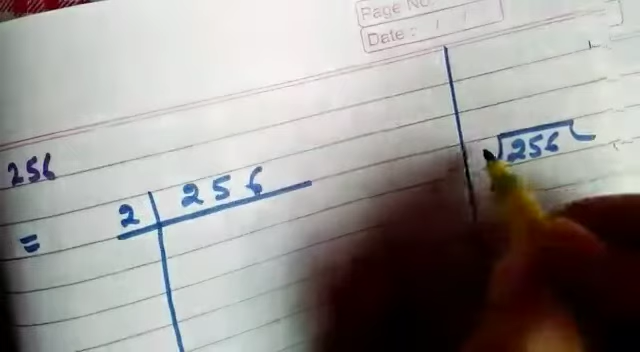 Page No.
Date : / /
256
= 2 256
256